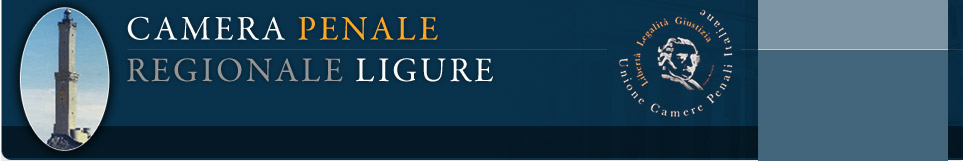 CAMERA PENALE
REGIONALE LIGURE
Libertà Legalità Giustizia
Unione Camere Penali Italiane